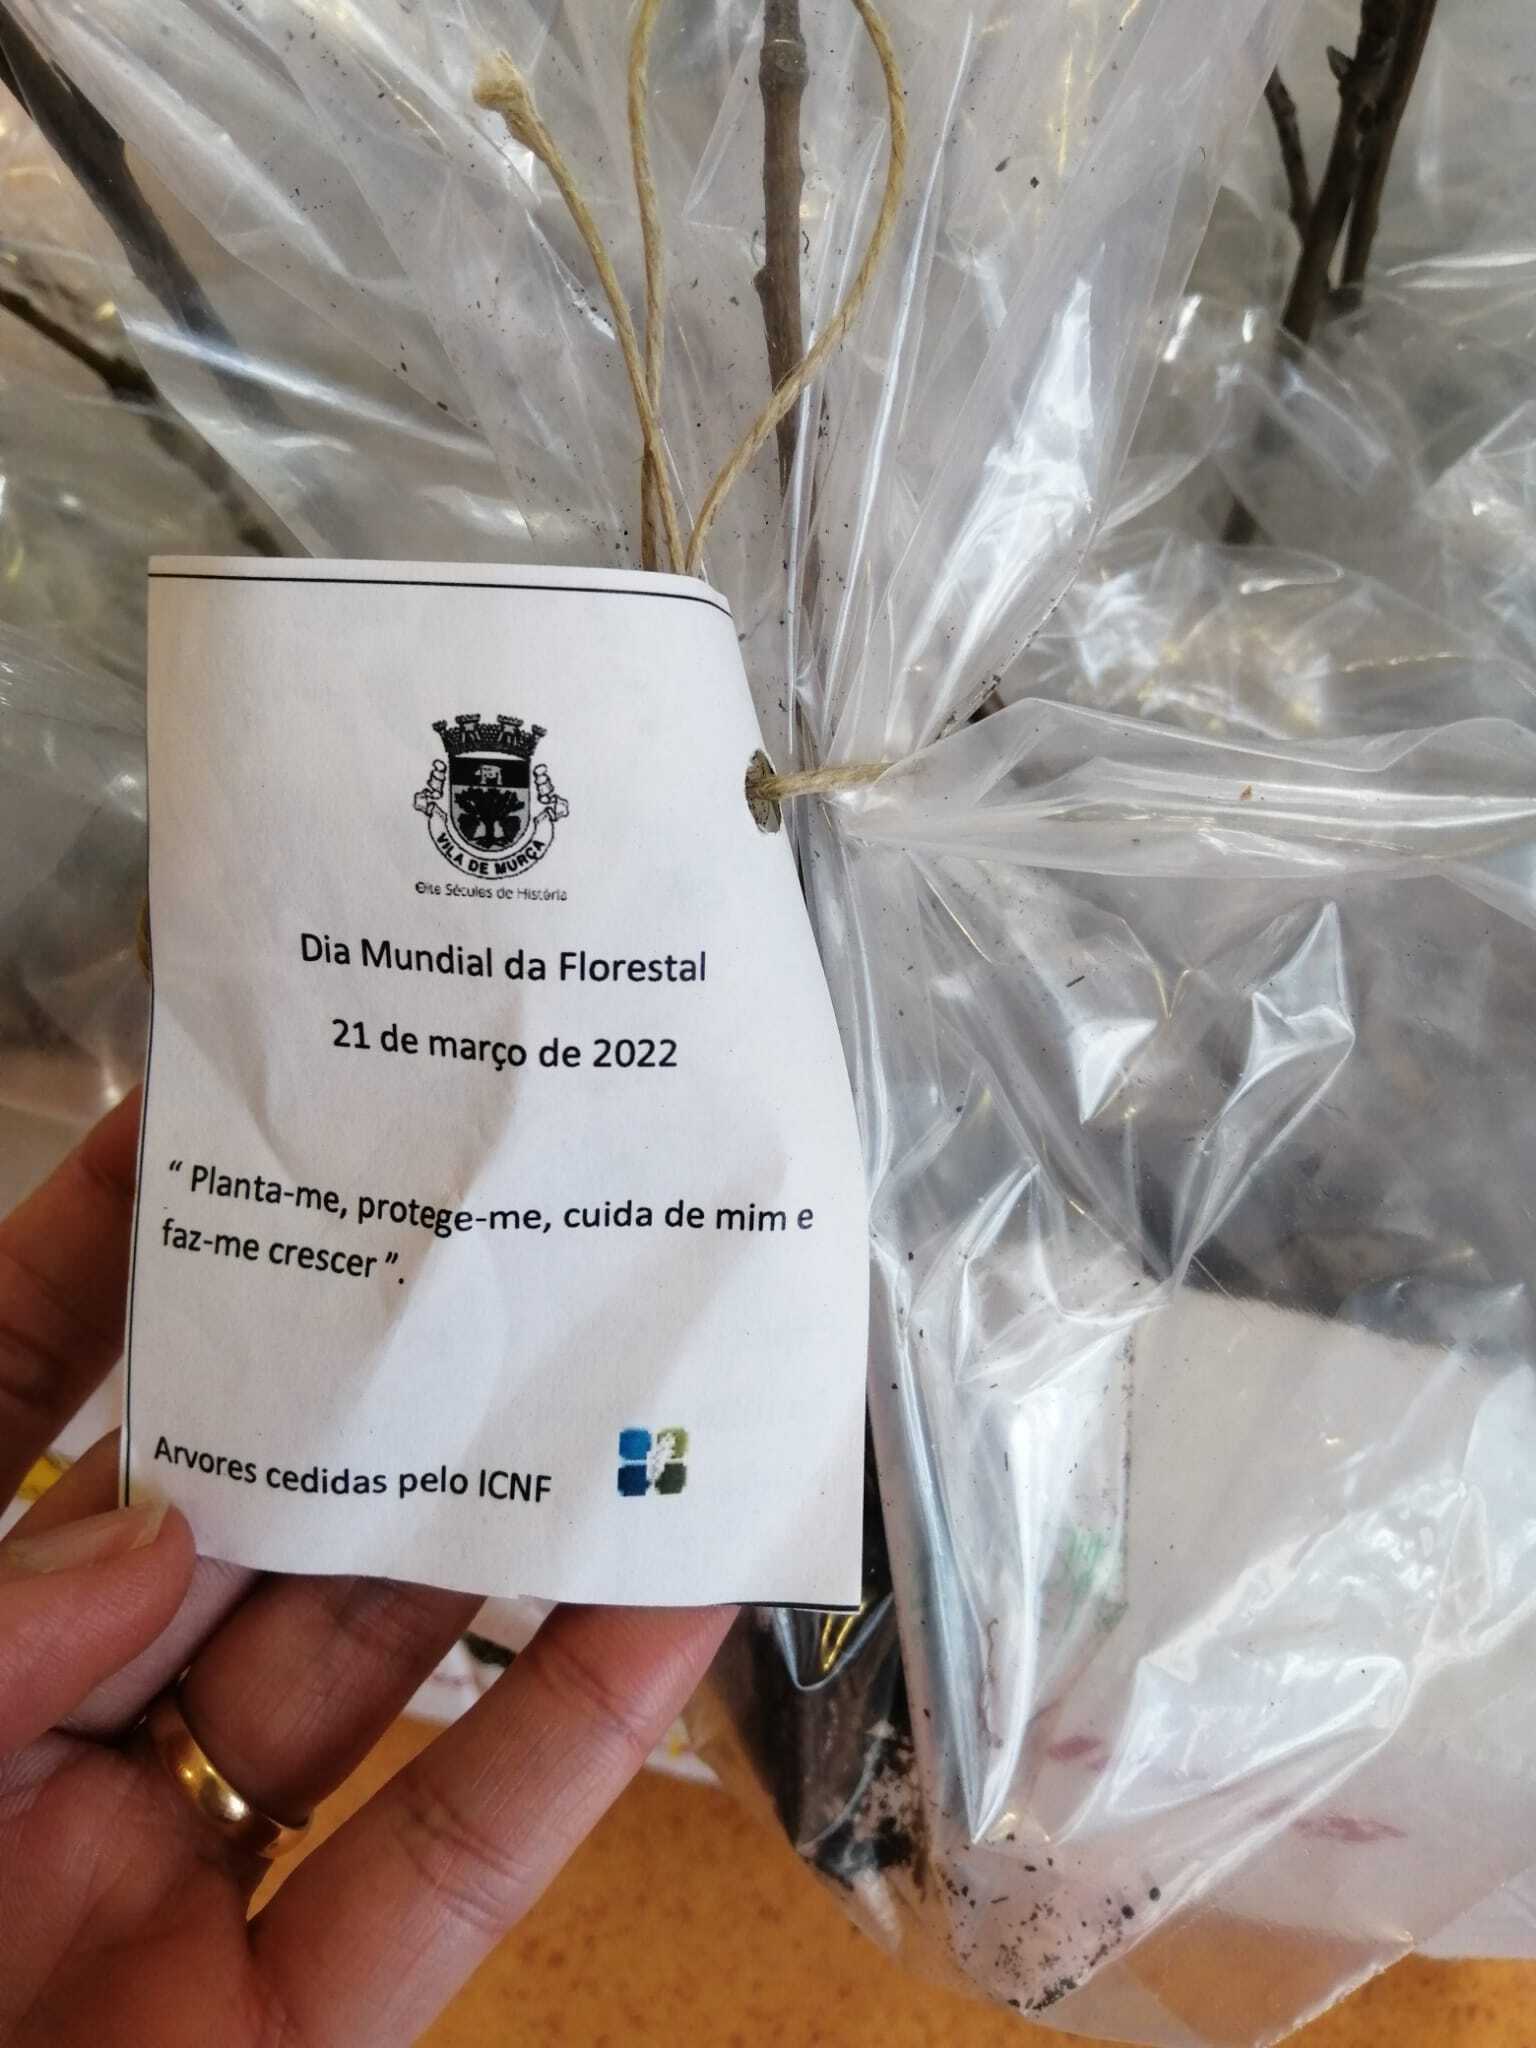 VILA DE MURÇA
Oito Séculos de História
Dia Mundial da Florestal
21 de março de 2022
“ Planta-me, protege-me, cuida de mim e
faz-me crescer ”.
Arvores cedidas pelo ICNF